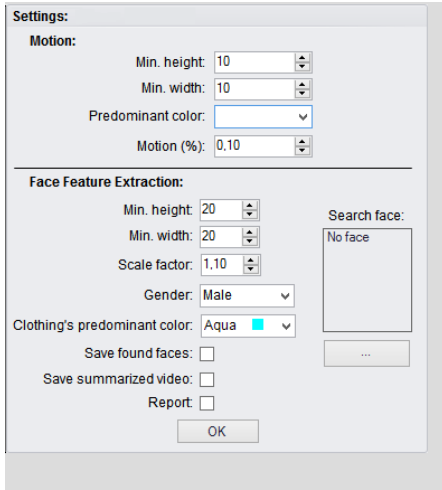 Settings:
Motion:
Min. height: 10
Min. width: 10
Predominant color:
Motion (%): 0,10
Face Feature Extraction:
Min. height: 20
Search face:
Min. width: 20
No face
Scale factor: 1,10
Gender: Male
Clothing's predominant color: Aqua
Save found faces:
...
Save summarized video:
Report:
OK